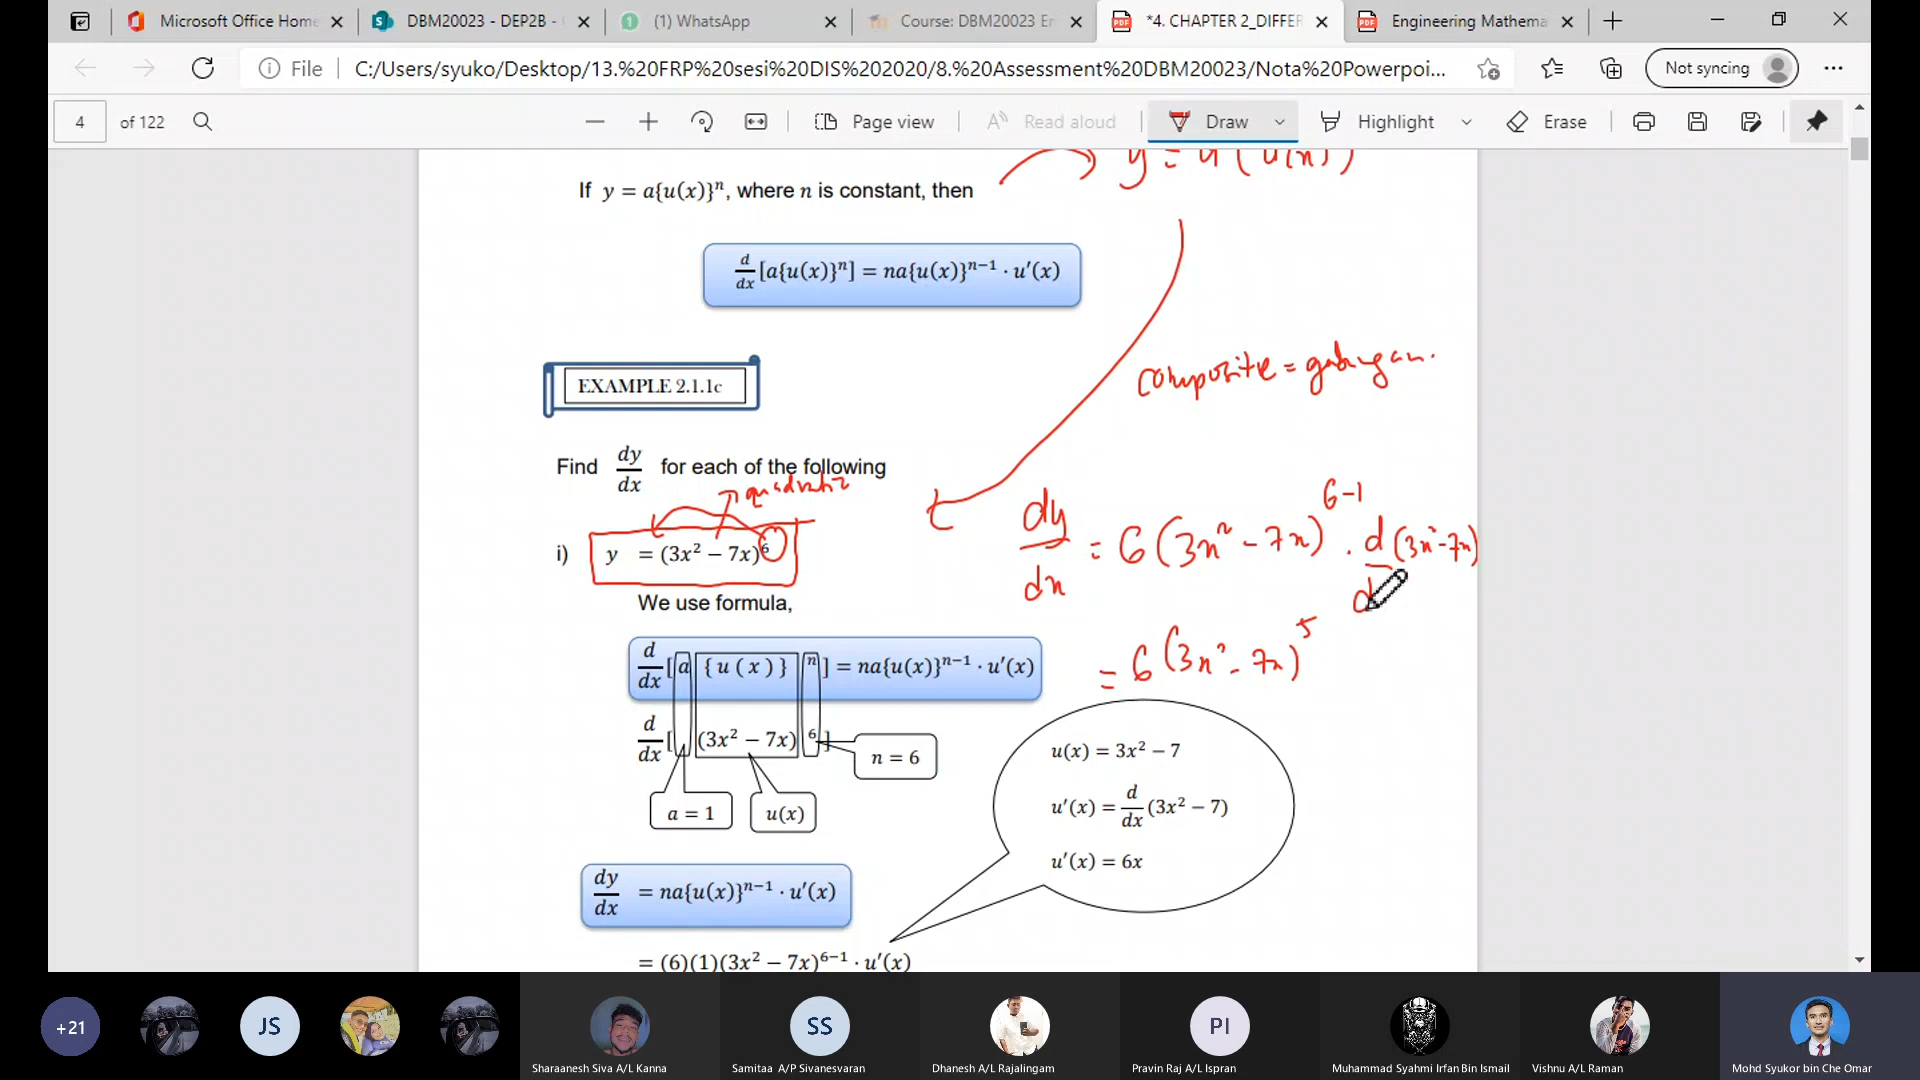 Microsoft Office Home
DBM20023 - DEP2B -
(1) WhatsApp
Course: DBM20023 En
*4. CHAPTER 2_DIFFER
Engineering Mathema
File
C:/Users/syuko/Desktop/13.%20FRP%20sesi%20DIS%202020/8.%20Assessment%20DBM20023/Nota%20Powerpoi...
Not syncing
4
of 122
Page view
Read aloud
Draw
Highlight
Erase
If y = a{u(x)}ⁿ, where n is constant, then
d/dx [a{u(x)}ⁿ] = na{u(x)}ⁿ⁻¹ · u′(x)
composite = gabungan.
EXAMPLE 2.1.1c
Find dy/dx for each of the following
quadratic
i) y = (3x² − 7x)⁶
dy/dx = 6(3x² - 7x)⁶⁻¹ . d (3x² - 7x)
d
We use formula,
= 6(3x² - 7x)⁵
d/dx [a {u(x)} ⁿ] = na{u(x)}ⁿ⁻¹ · u′(x)
d/dx [ (3x² − 7x) ⁶]
n = 6
a = 1
u(x)
u(x) = 3x² − 7
u′(x) = d/dx (3x² − 7)
u′(x) = 6x
dy/dx = na{u(x)}ⁿ⁻¹ · u′(x)
= (6)(1)(3x² − 7x)⁶⁻¹ · u′(x)
+21
JS
SS
PI
Sharaanesh Siva A/L Kanna
Samitaa A/P Sivanesvaran
Dhanesh A/L Rajalingam
Pravin Raj A/L Ispran
Muhammad Syahmi Irfan Bin Ismail
Vishnu A/L Raman
Mohd Syukor bin Che Omar